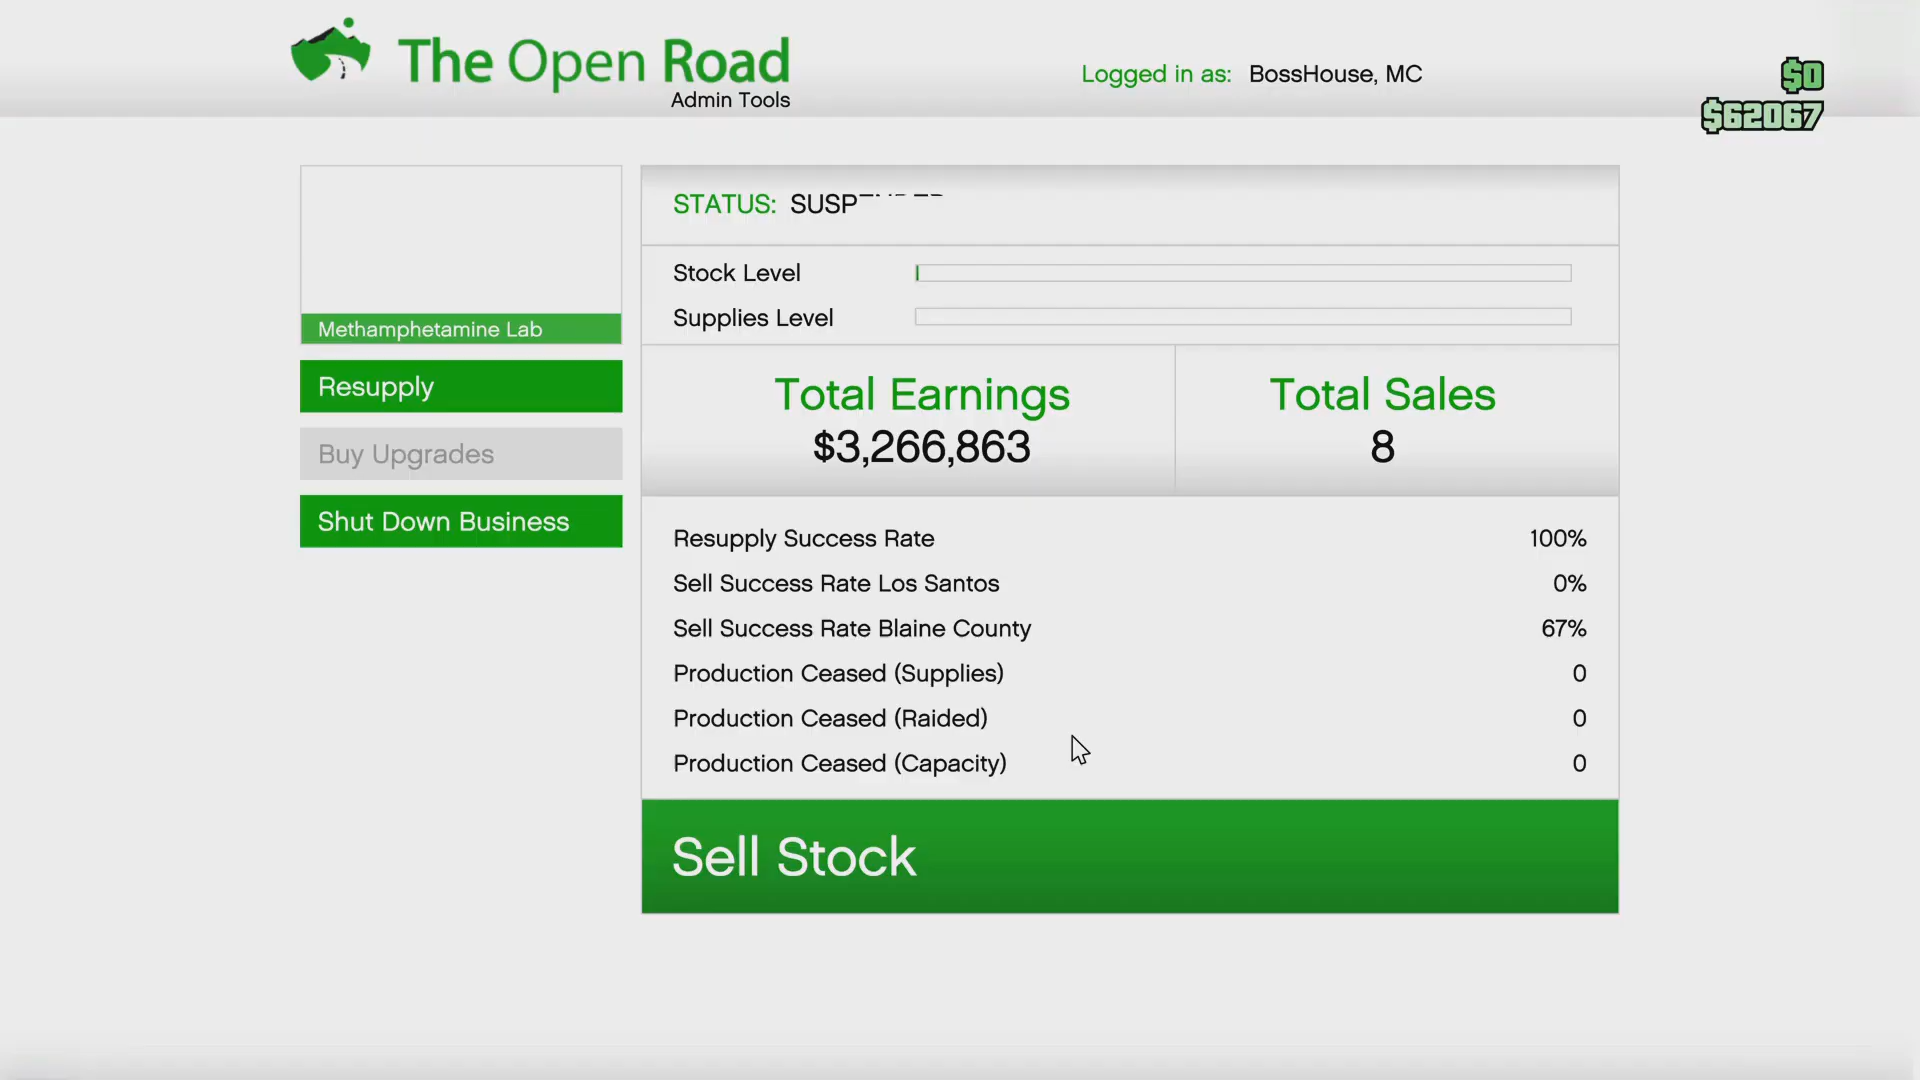 The Open Road
Admin Tools
Logged in as: BossHouse, MC
$0
$62067
Methamphetamine Lab
Resupply
Buy Upgrades
Shut Down Business
STATUS: SUSPENDED
Stock Level
Supplies Level
Total Earnings
$3,266,863
Total Sales
8
Resupply Success Rate 100%
Sell Success Rate Los Santos 0%
Sell Success Rate Blaine County 67%
Production Ceased (Supplies) 0
Production Ceased (Raided) 0
Production Ceased (Capacity) 0
Sell Stock